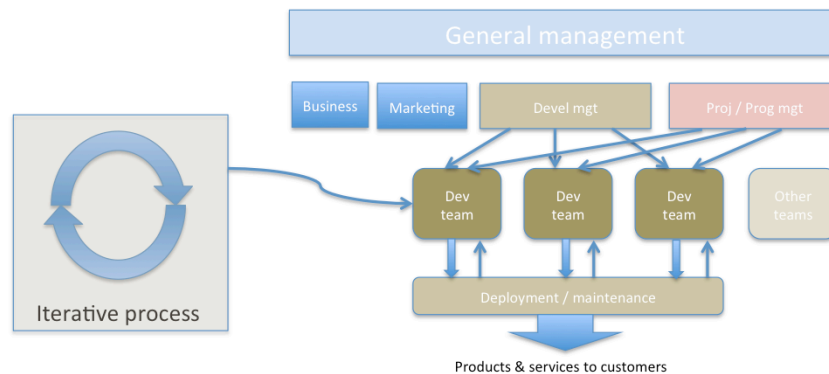 General management
Business
Marketing
Devel mgt
Proj / Prog mgt
Dev
team
Dev
team
Dev
team
Other
teams
Iterative process
Deployment / maintenance
Products & services to customers